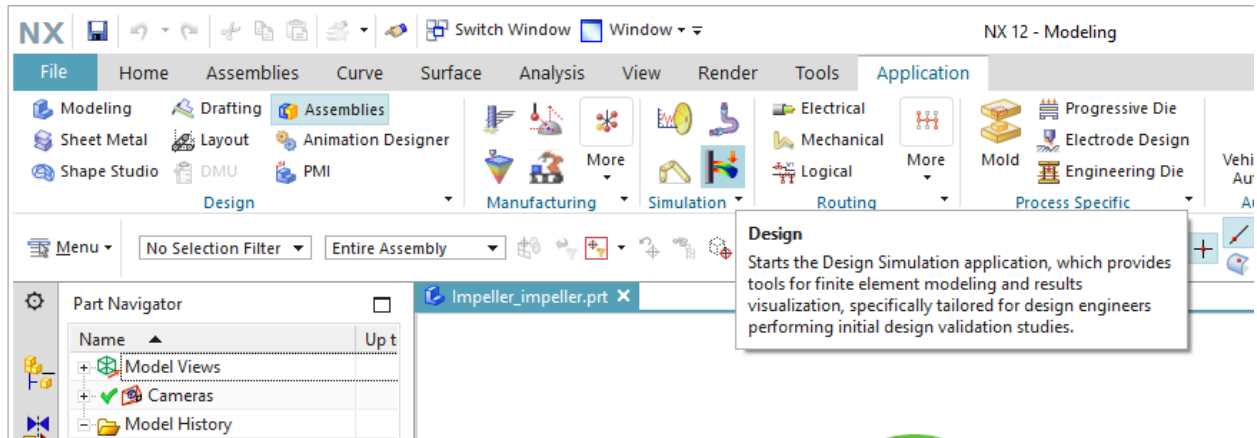 NX Switch Window Window NX 12 - Modeling
File Home Assemblies Curve Surface Analysis View Render Tools Application
Modeling Drafting Assemblies Electrical Progressive Die
Sheet Metal Layout Animation Designer More Mechanical More Mold Electrode Design
Shape Studio DMU PMI Logical Engineering Die
Design Manufacturing Simulation Routing Process Specific
Menu No Selection Filter Entire Assembly
Design
Starts the Design Simulation application, which provides
tools for finite element modeling and results
visualization, specifically tailored for design engineers
performing initial design validation studies.
Part Navigator
Impeller_impeller.prt
Name Up t
Model Views
Cameras
Model History